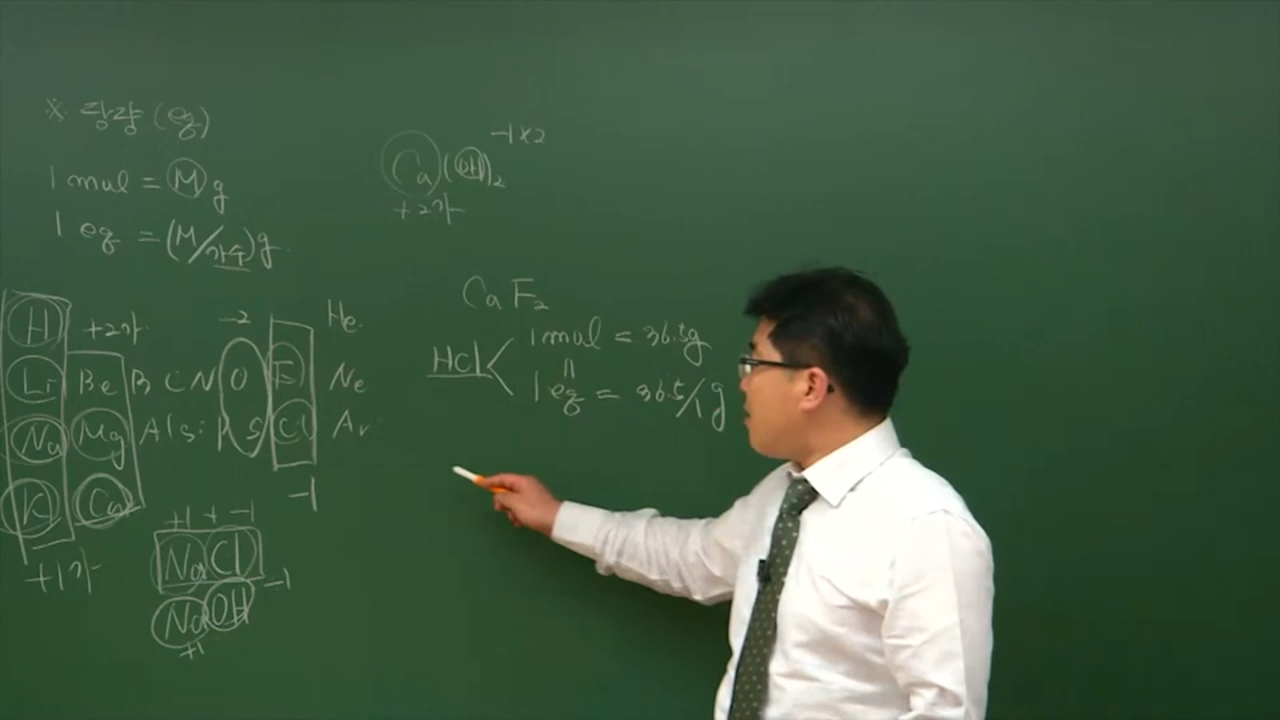 ※ 당량 (eq)
1 mol = M g
1 eq = (M/가수)g
H +2가 -2 He
Li Be B C N O F Ne
Na Mg Al Si P S Cl Ar
K Ca -1
+1가
+1 + -1
NaCl
NaOH -1
+1
-1×2
Ca(OH)2
+2가
CaF2
HCl
1 mol = 36.5g
=
1 eq = 36.5/1 g